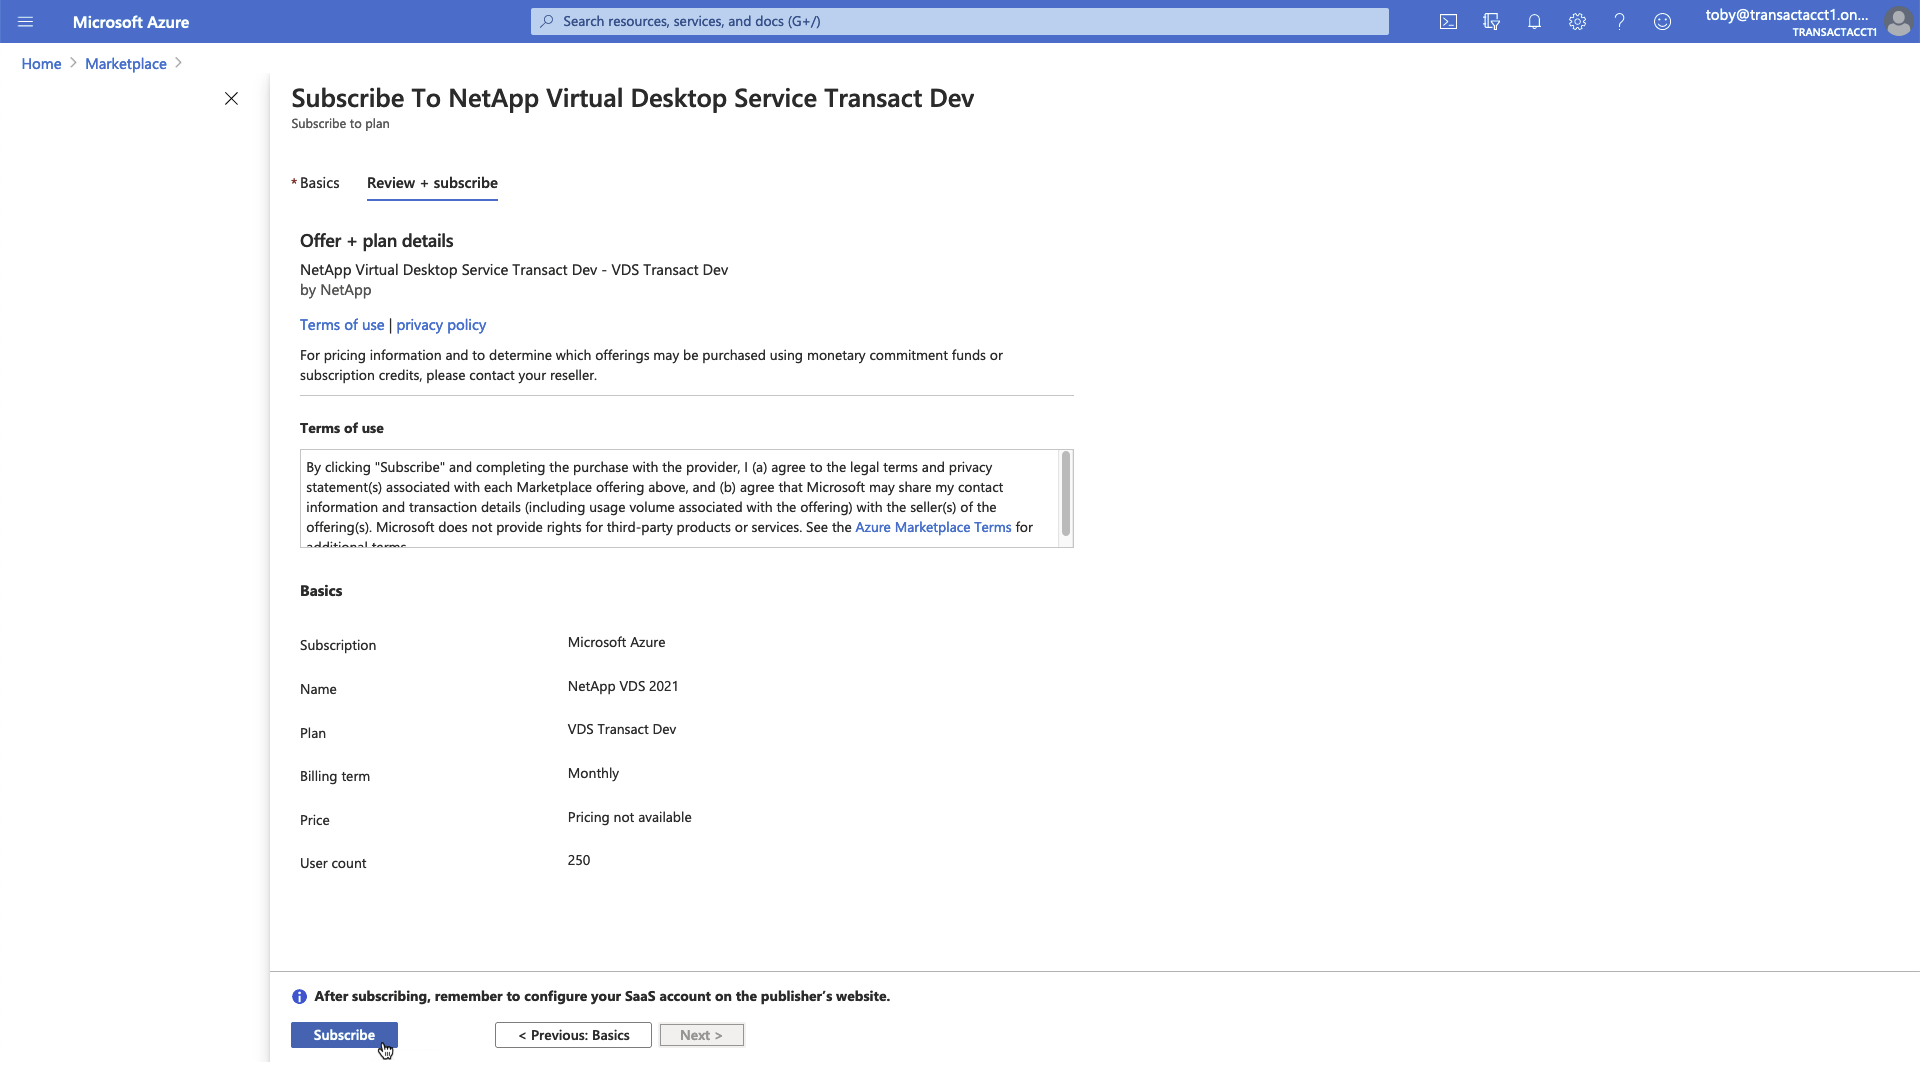 Microsoft Azure
Search resources, services, and docs (G+/)
toby@transactacct1.on...
TRANSACTACCT1
Home > Marketplace >
Subscribe To NetApp Virtual Desktop Service Transact Dev
Subscribe to plan
* Basics
Review + subscribe
Offer + plan details
NetApp Virtual Desktop Service Transact Dev - VDS Transact Dev
by NetApp
Terms of use | privacy policy
For pricing information and to determine which offerings may be purchased using monetary commitment funds or
subscription credits, please contact your reseller.
Terms of use
By clicking "Subscribe" and completing the purchase with the provider, I (a) agree to the legal terms and privacy
statement(s) associated with each Marketplace offering above, and (b) agree that Microsoft may share my contact
information and transaction details (including usage volume associated with the offering) with the seller(s) of the
offering(s). Microsoft does not provide rights for third-party products or services. See the Azure Marketplace Terms for
additional terms.
Basics
Subscription Microsoft Azure
Name NetApp VDS 2021
Plan VDS Transact Dev
Billing term Monthly
Price Pricing not available
User count 250
After subscribing, remember to configure your SaaS account on the publisher's website.
Subscribe
< Previous: Basics
Next >